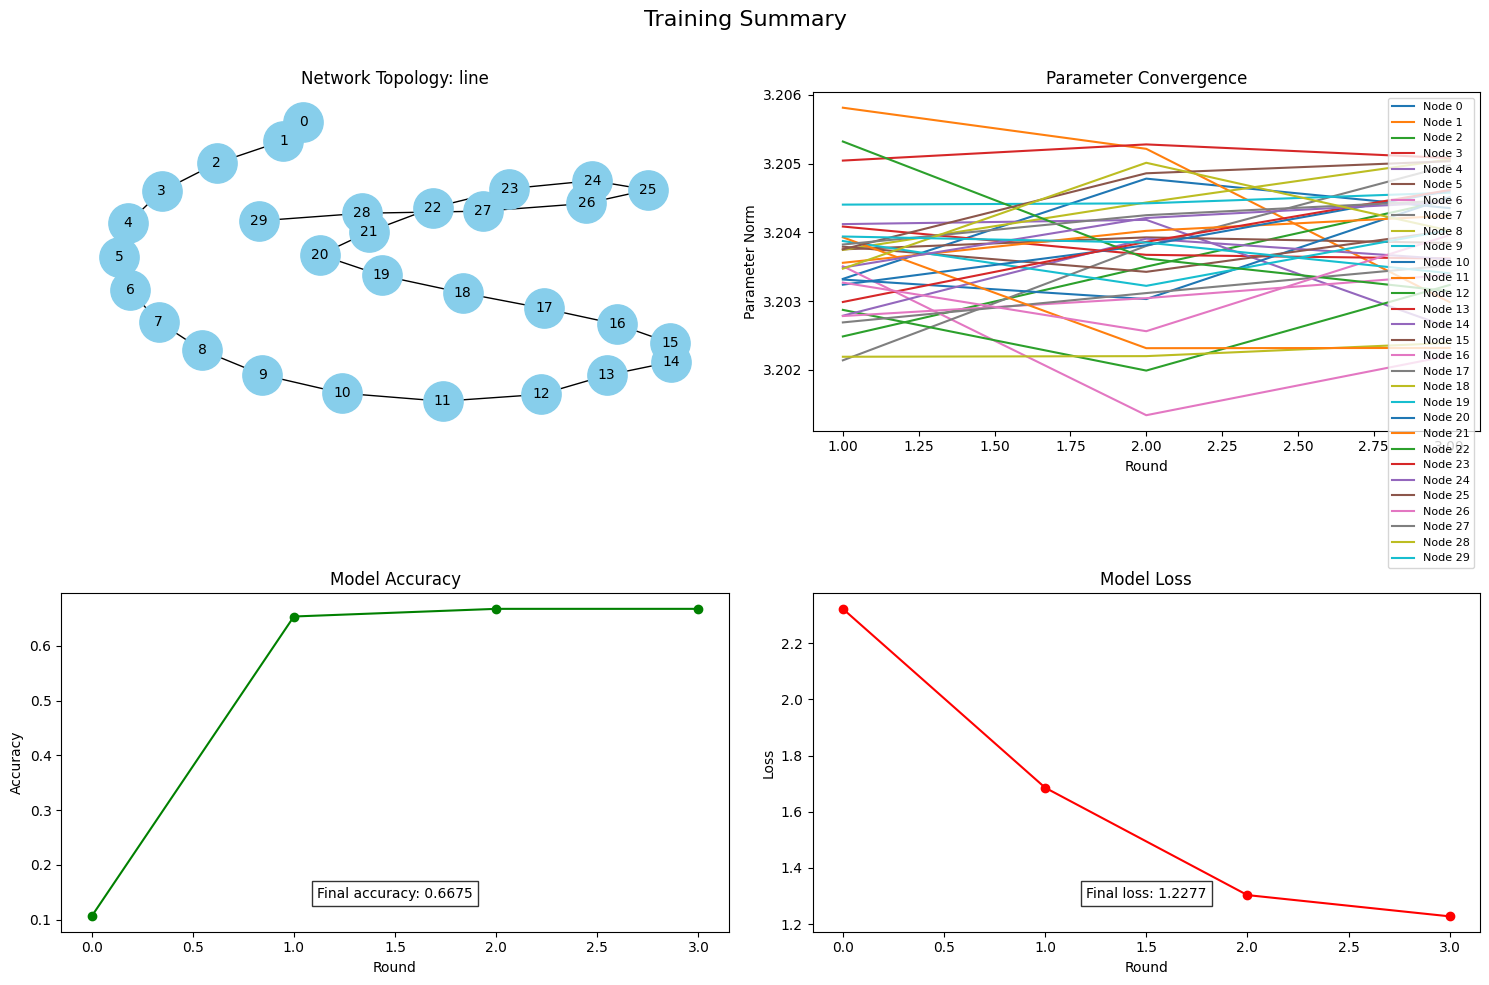 Training Summary
Network Topology: line
0
1
2
3
4
5
6
7
8
9
10
11
12
13
14
15
16
17
18
19
20
21
22
23
24
25
26
27
28
29
Parameter Convergence
Parameter Norm
3.206
3.205
3.204
3.203
3.202
1.00 1.25 1.50 1.75 2.00 2.25 2.50 2.75 3.00
Round
Node 0
Node 1
Node 2
Node 3
Node 4
Node 5
Node 6
Node 7
Node 8
Node 9
Node 10
Node 11
Node 12
Node 13
Node 14
Node 15
Node 16
Node 17
Node 18
Node 19
Node 20
Node 21
Node 22
Node 23
Node 24
Node 25
Node 26
Node 27
Node 28
Node 29
Model Accuracy
Accuracy
0.6
0.5
0.4
0.3
0.2
0.1
Final accuracy: 0.6675
0.0 0.5 1.0 1.5 2.0 2.5 3.0
Round
Model Loss
Loss
2.2
2.0
1.8
1.6
1.4
1.2
Final loss: 1.2277
0.0 0.5 1.0 1.5 2.0 2.5 3.0
Round